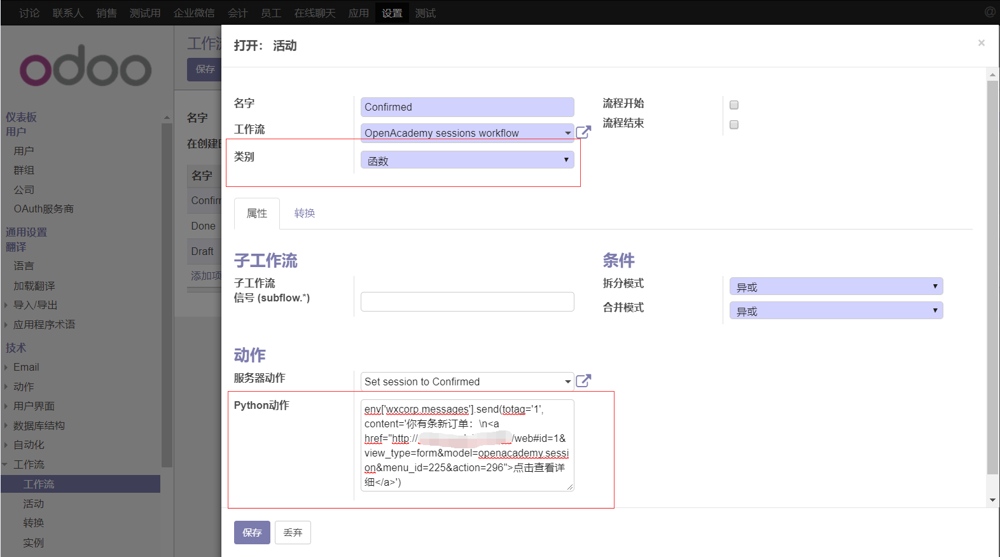 讨论 联系人 销售 测试用 企业微信 会计 员工 在线聊天 应用 设置 测试 @
odoo
仪表板
用户
用户
群组
公司
OAuth服务商
通用设置
翻译
语言
加载翻译
导入/导出
应用程序术语
技术
Email
动作
用户界面
数据库结构
自动化
工作流
工作流
活动
转换
实例
工作
保存
名字
在创建
名字
Confir
Done
Draft
添加项
打开： 活动
×
名字 Confirmed
工作流 OpenAcademy sessions workflow
类别 函数
流程开始
流程结束
属性 转换
子工作流
子工作流
信号 (subflow.*)
条件
拆分模式 异或
合并模式 异或
动作
服务器动作 Set session to Confirmed
Python动作
env['wxcorp.messages'].send(totag='1',
content='你有条新订单：\n<a
href="http:// /web#id=1&
view_type=form&model=openacademy.sessi
on&menu_id=225&action=296">点击查看详
细</a>')
保存 丢弃